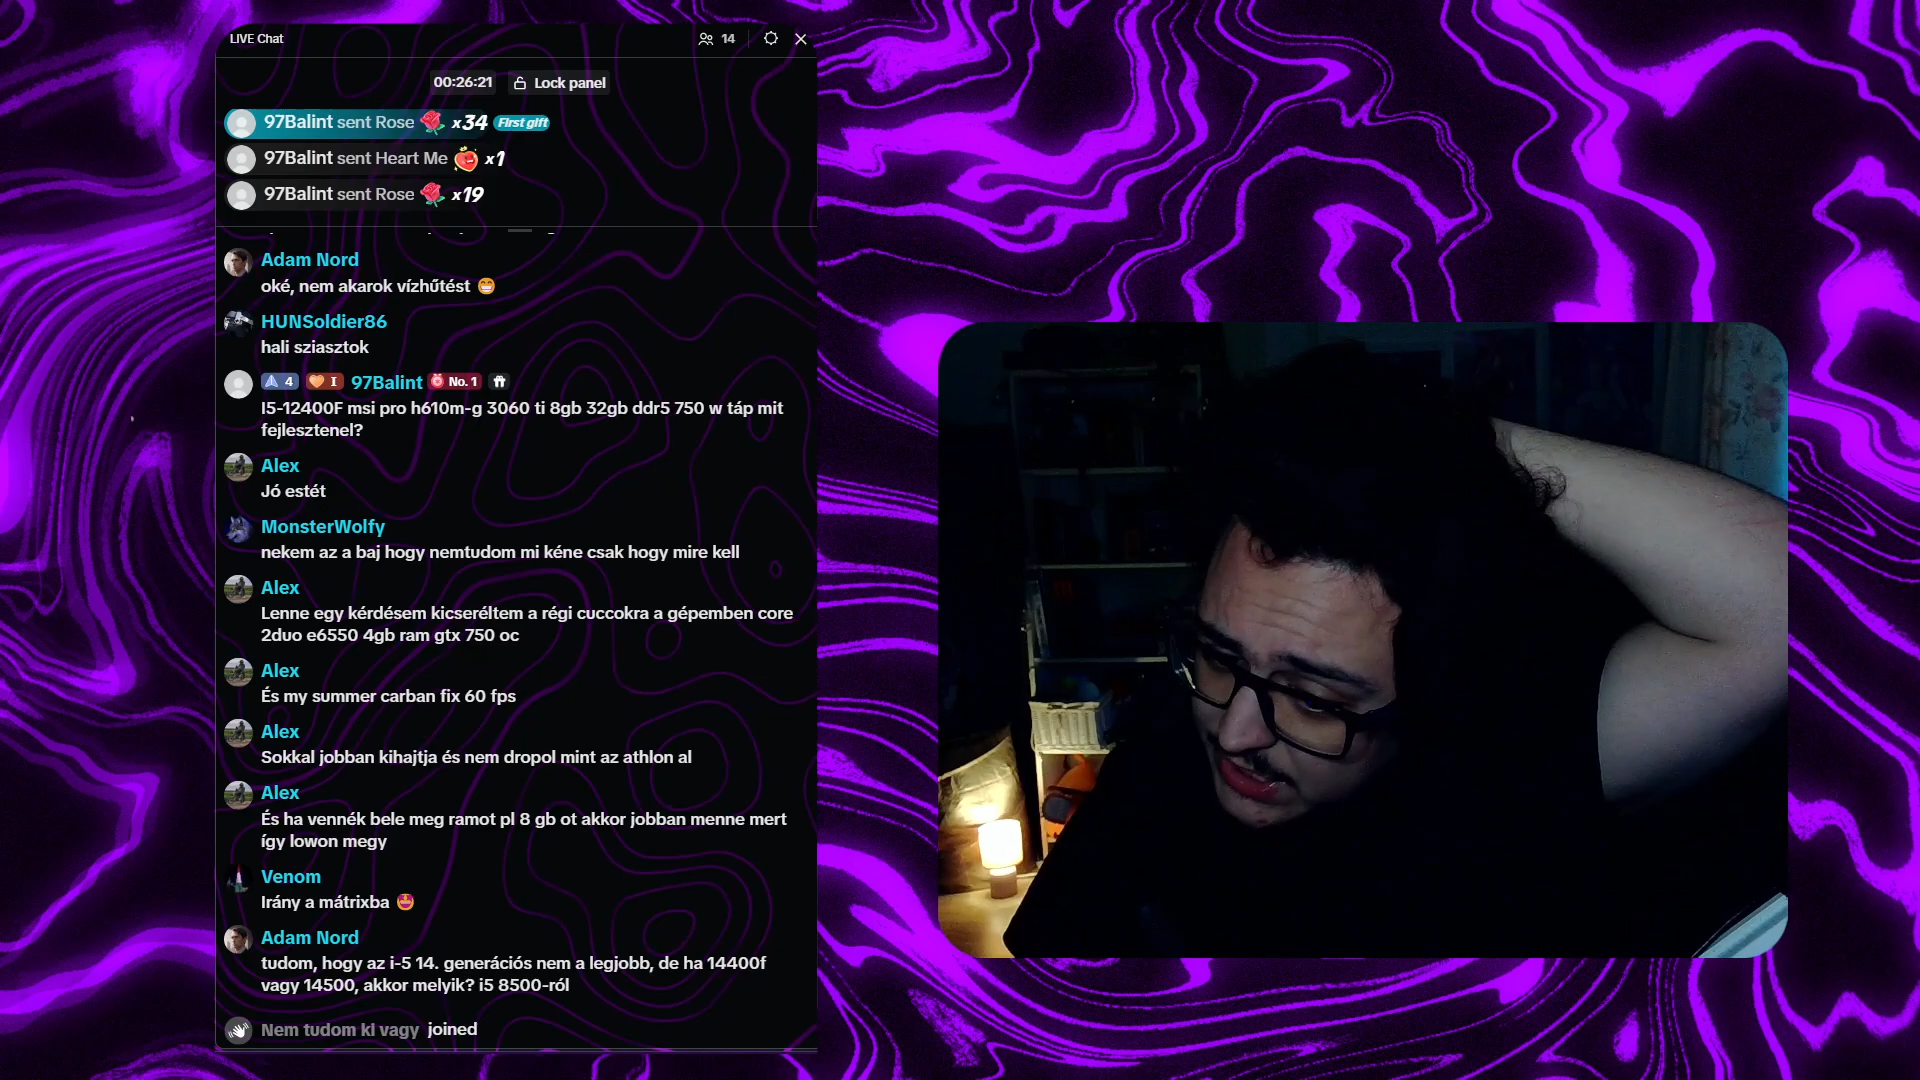 LIVE Chat
14
00:26:21
Lock panel
97Balint sent Rose x34 First gift
97Balint sent Heart Me x1
97Balint sent Rose x19
Adam Nord
oké, nem akarok vízhűtést
HUNSoldier86
hali sziasztok
4 I 97Balint No. 1
I5-12400F msi pro h610m-g 3060 ti 8gb 32gb ddr5 750 w táp mit
fejlesztenel?
Alex
Jó estét
MonsterWolfy
nekem az a baj hogy nemtudom mi kéne csak hogy mire kell
Alex
Lenne egy kérdésem kicseréltem a régi cuccokra a gépemben core
2duo e6550 4gb ram gtx 750 oc
Alex
És my summer carban fix 60 fps
Alex
Sokkal jobban kihajtja és nem dropol mint az athlon al
Alex
És ha vennék bele meg ramot pl 8 gb ot akkor jobban menne mert
így lowon megy
Venom
Irány a mátrixba
Adam Nord
tudom, hogy az i-5 14. generációs nem a legjobb, de ha 14400f
vagy 14500, akkor melyik? i5 8500-ról
Nem tudom ki vagy joined